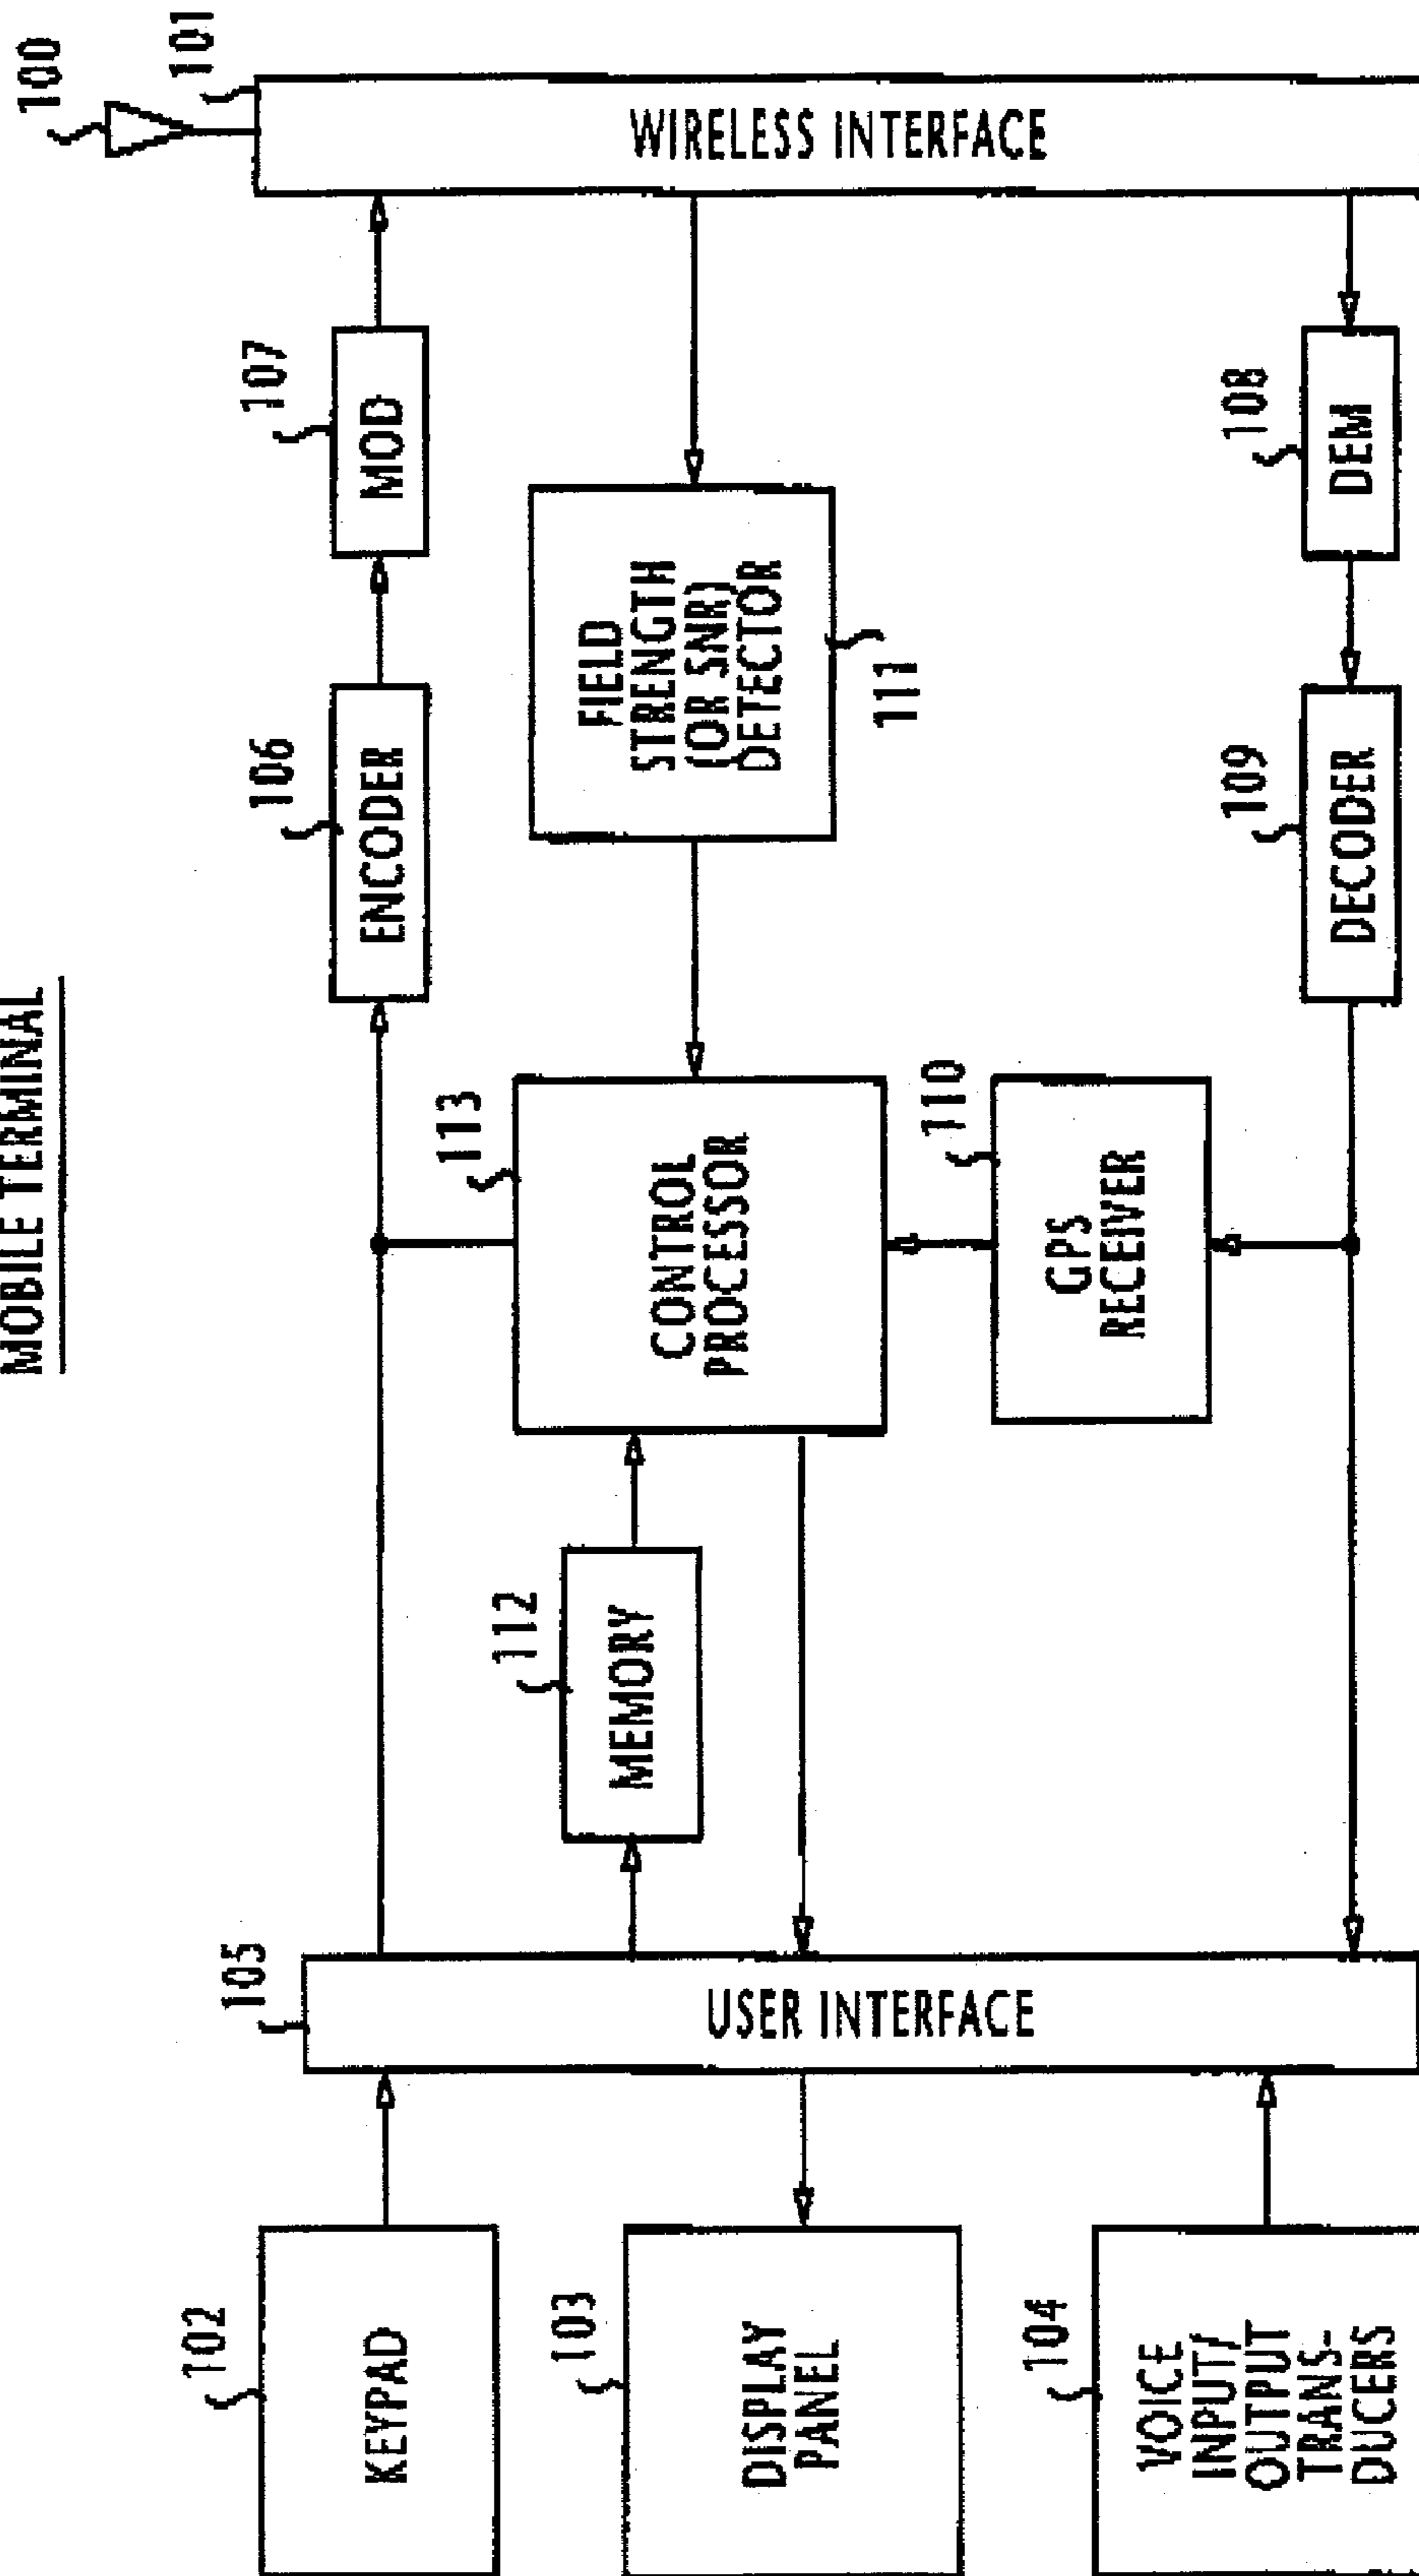 MOBILE TERMINAL
100
101
WIRELESS INTERFACE
107
MOD
106
ENCODER
FIELD
STRENGTH
(OR SNR)
DETECTOR
111
108
DEM
109
DECODER
113
CONTROL
PROCESSOR
110
GPS
RECEIVER
112
MEMORY
105
USER INTERFACE
102
KEYPAD
103
DISPLAY
PANEL
104
VOICE
INPUT/
OUTPUT
TRANS-
DUCERS